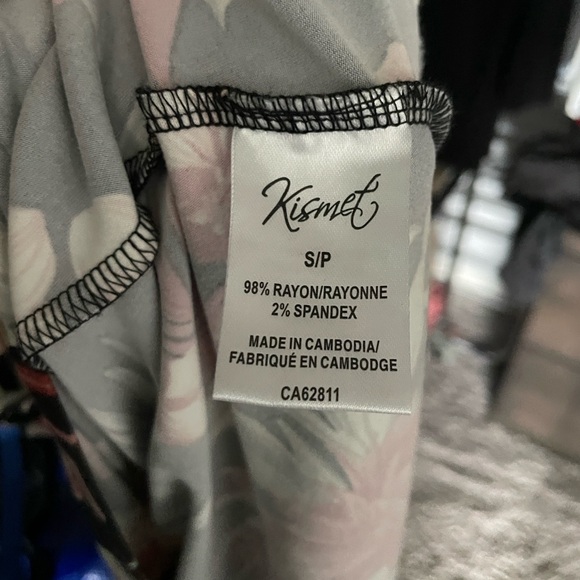 Kismet
S/P
98% RAYON/RAYONNE
2% SPANDEX
MADE IN CAMBODIA/
FABRIQUÉ EN CAMBODGE
CA62811